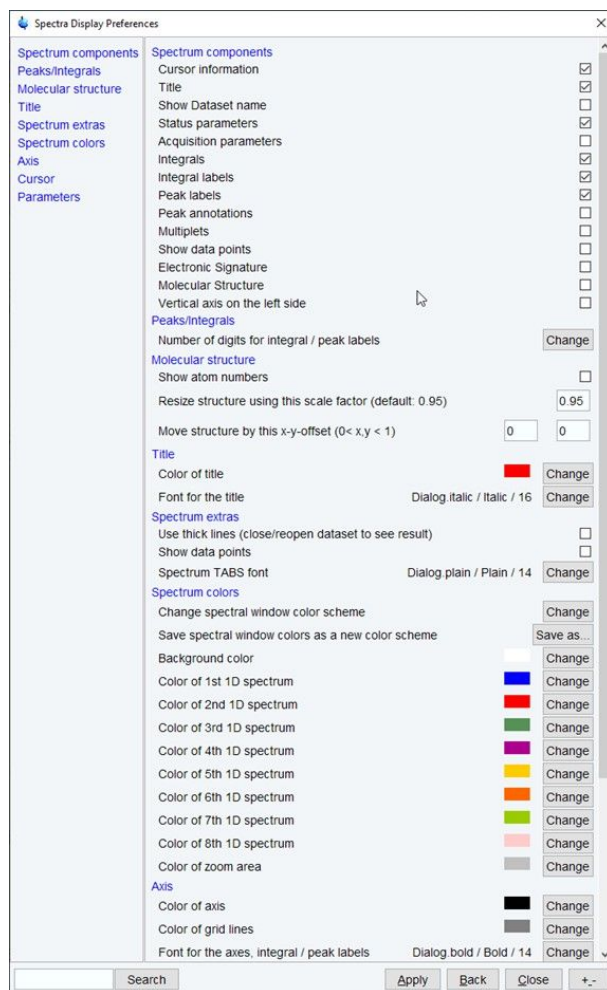 Spectra Display Preferences
Spectrum components
Peaks/Integrals
Molecular structure
Title
Spectrum extras
Spectrum colors
Axis
Cursor
Parameters
Spectrum components
Cursor information
Title
Show Dataset name
Status parameters
Acquisition parameters
Integrals
Integral labels
Peak labels
Peak annotations
Multiplets
Show data points
Electronic Signature
Molecular Structure
Vertical axis on the left side
Peaks/Integrals
Number of digits for integral / peak labels Change
Molecular structure
Show atom numbers
Resize structure using this scale factor (default: 0.95) 0.95
Move structure by this x-y-offset (0< x,y < 1) 0 0
Title
Color of title Change
Font for the title Dialog.italic / Italic / 16 Change
Spectrum extras
Use thick lines (close/reopen dataset to see result)
Show data points
Spectrum TABS font Dialog.plain / Plain / 14 Change
Spectrum colors
Change spectral window color scheme Change
Save spectral window colors as a new color scheme Save as...
Background color Change
Color of 1st 1D spectrum Change
Color of 2nd 1D spectrum Change
Color of 3rd 1D spectrum Change
Color of 4th 1D spectrum Change
Color of 5th 1D spectrum Change
Color of 6th 1D spectrum Change
Color of 7th 1D spectrum Change
Color of 8th 1D spectrum Change
Color of zoom area Change
Axis
Color of axis Change
Color of grid lines Change
Font for the axes, integral / peak labels Dialog.bold / Bold / 14 Change
Search Apply Back Close +_-